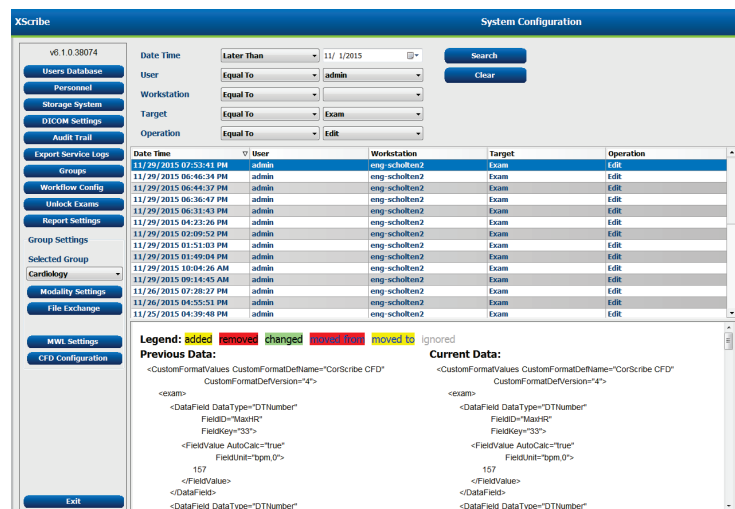 XScribe
System Configuration
v6.1.0.38074
Users Database
Personnel
Storage System
DICOM Settings
Audit Trail
Export Service Logs
Groups
Workflow Config
Unlock Exams
Report Settings
Group Settings
Selected Group
Cardiology
Modality Settings
File Exchange
MWL Settings
CFD Configuration
Exit
Date Time Later Than 11/ 1/2015 Search
User Equal To admin Clear
Workstation Equal To
Target Equal To Exam
Operation Equal To Edit
Date Time User Workstation Target Operation
11/29/2015 07:53:41 PM admin eng-scholten2 Exam Edit
11/29/2015 06:46:34 PM admin eng-scholten2 Exam Edit
11/29/2015 06:44:37 PM admin eng-scholten2 Exam Edit
11/29/2015 06:36:47 PM admin eng-scholten2 Exam Edit
11/29/2015 06:31:43 PM admin eng-scholten2 Exam Edit
11/29/2015 04:23:26 PM admin eng-scholten2 Exam Edit
11/29/2015 02:09:52 PM admin eng-scholten2 Exam Edit
11/29/2015 01:51:03 PM admin eng-scholten2 Exam Edit
11/29/2015 01:49:04 PM admin eng-scholten2 Exam Edit
11/29/2015 10:04:26 AM admin eng-scholten2 Exam Edit
11/29/2015 09:14:45 AM admin eng-scholten2 Exam Edit
11/26/2015 07:28:27 PM admin eng-scholten2 Exam Edit
11/26/2015 04:55:51 PM admin eng-scholten2 Exam Edit
11/25/2015 04:39:48 PM admin eng-scholten2 Exam Edit
Legend: added removed changed moved from moved to ignored
Previous Data:
<CustomFormatValues CustomFormatDefName="CorScribe CFD"
CustomFormatDefVersion="4">
<exam>
<DataField DataType="DTNumber"
FieldID="MaxHR"
FieldKey="33">
<FieldValue AutoCalc="true"
FieldUnit="bpm,0">
157
</FieldValue>
</DataField>
<DataField DataType="DTNumber"
Current Data:
<CustomFormatValues CustomFormatDefName="CorScribe CFD"
CustomFormatDefVersion="4">
<exam>
<DataField DataType="DTNumber"
FieldID="MaxHR"
FieldKey="33">
<FieldValue AutoCalc="true"
FieldUnit="bpm,0">
157
</FieldValue>
</DataField>
<DataField DataType="DTNumber"